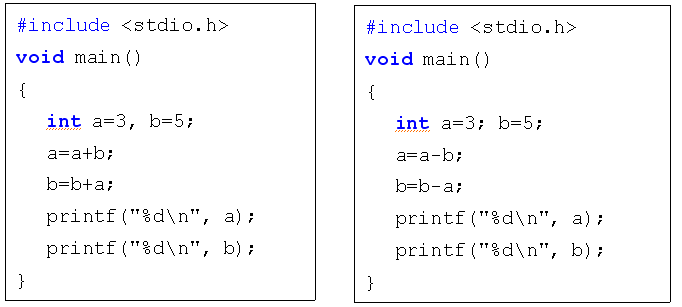 #include <stdio.h>
void main()
{
int a=3, b=5;
a=a+b;
b=b+a;
printf("%d\n", a);
printf("%d\n", b);
}
#include <stdio.h>
void main()
{
int a=3; b=5;
a=a-b;
b=b-a;
printf("%d\n", a);
printf("%d\n", b);
}